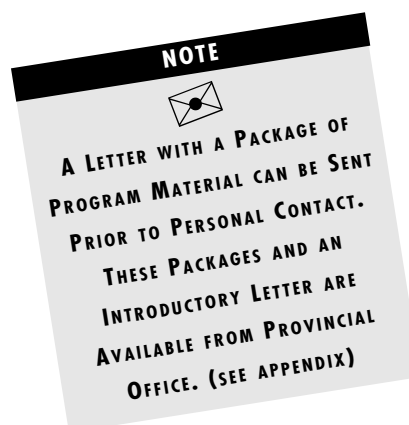 NOTE
A LETTER WITH A PACKAGE OF
PROGRAM MATERIAL CAN BE SENT
PRIOR TO PERSONAL CONTACT.
THESE PACKAGES AND AN
INTRODUCTORY LETTER ARE
AVAILABLE FROM PROVINCIAL
OFFICE. (SEE APPENDIX)